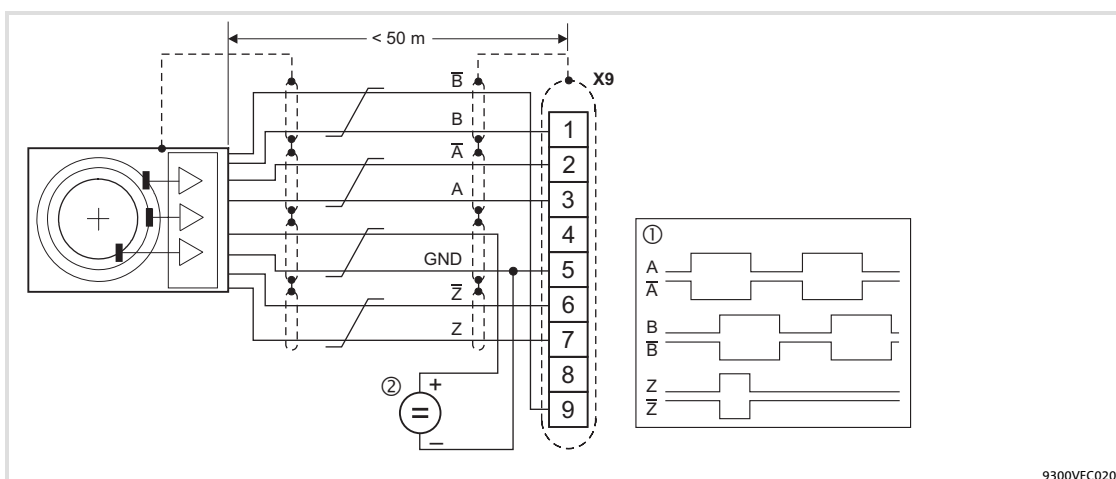 < 50 m
X9
B̅
B
A̅
A
GND
Z̅
Z
1
2
3
4
5
6
7
8
9
②
+
=
−
①
A
A̅
B
B̅
Z
Z̅
9300VEC020